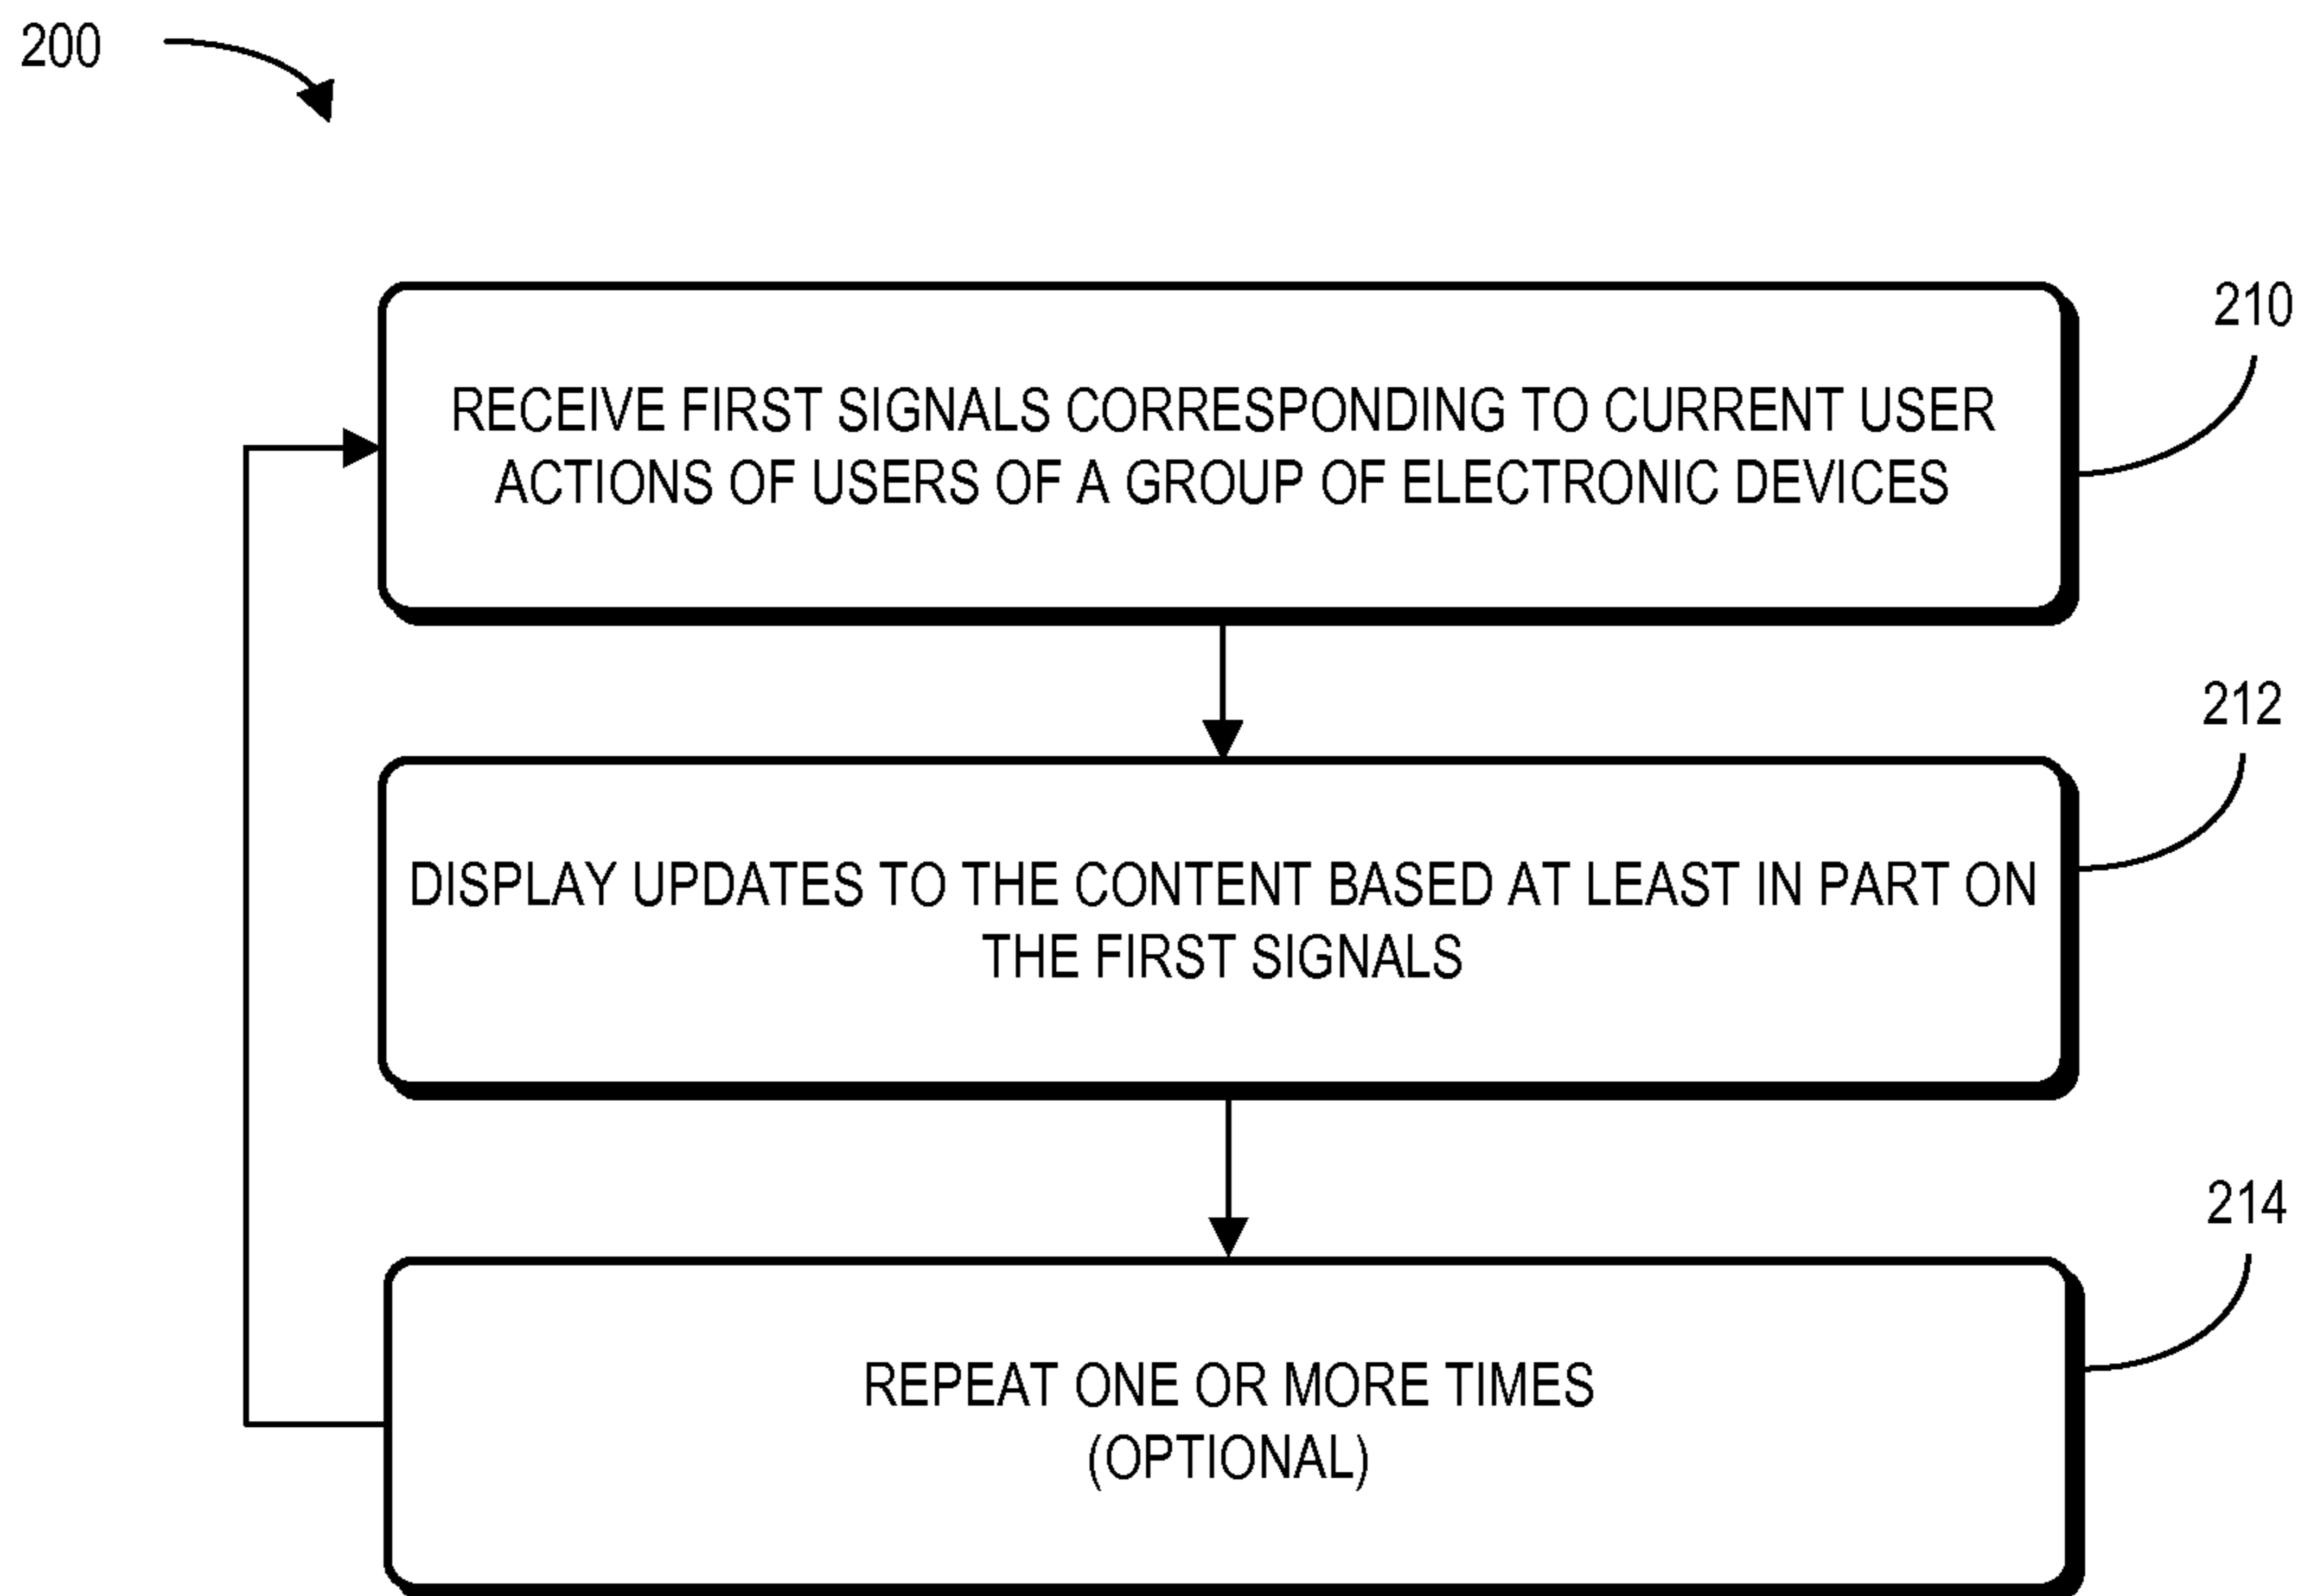 200
210
RECEIVE FIRST SIGNALS CORRESPONDING TO CURRENT USER
ACTIONS OF USERS OF A GROUP OF ELECTRONIC DEVICES
212
DISPLAY UPDATES TO THE CONTENT BASED AT LEAST IN PART ON
THE FIRST SIGNALS
214
REPEAT ONE OR MORE TIMES
(OPTIONAL)